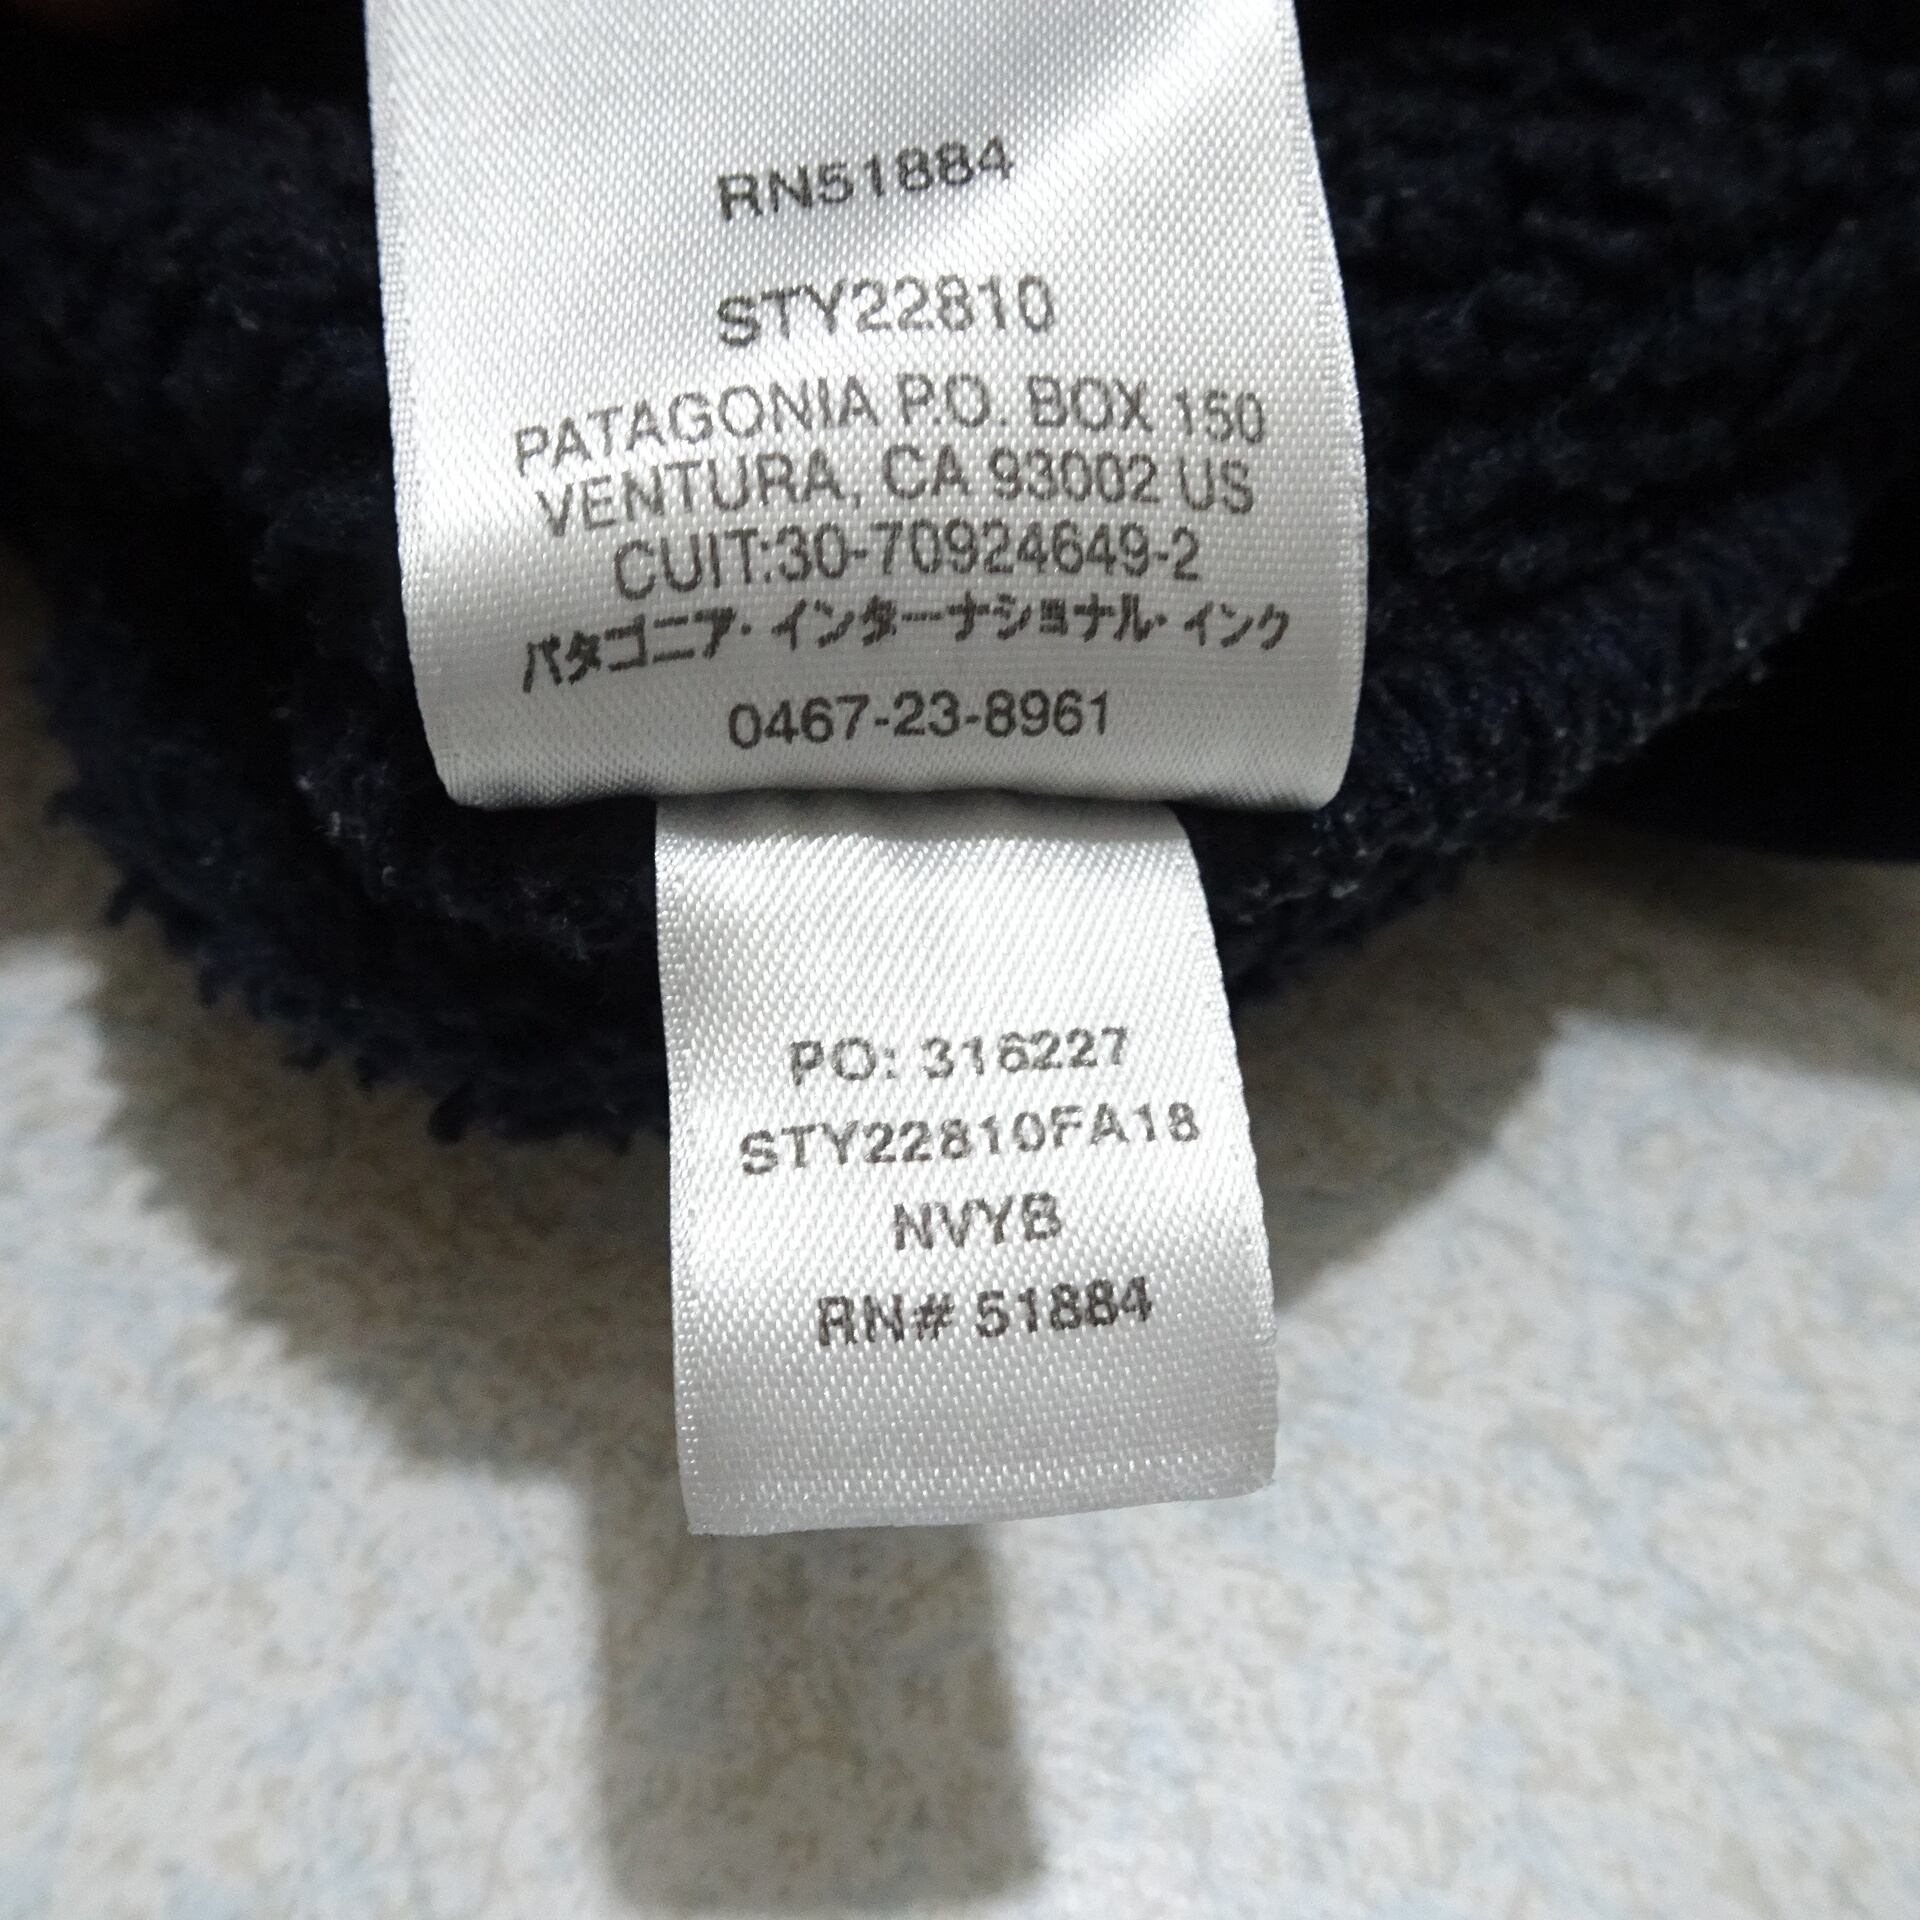 RN51884
STY22810
PATAGONIA P.O. BOX 150
VENTURA, CA 93002 US
CUIT:30-70924649-2
パタゴニア・インターナショナル・インク
0467-23-8961
PO: 316227
STY22810FA18
NVYB
RN# 51884